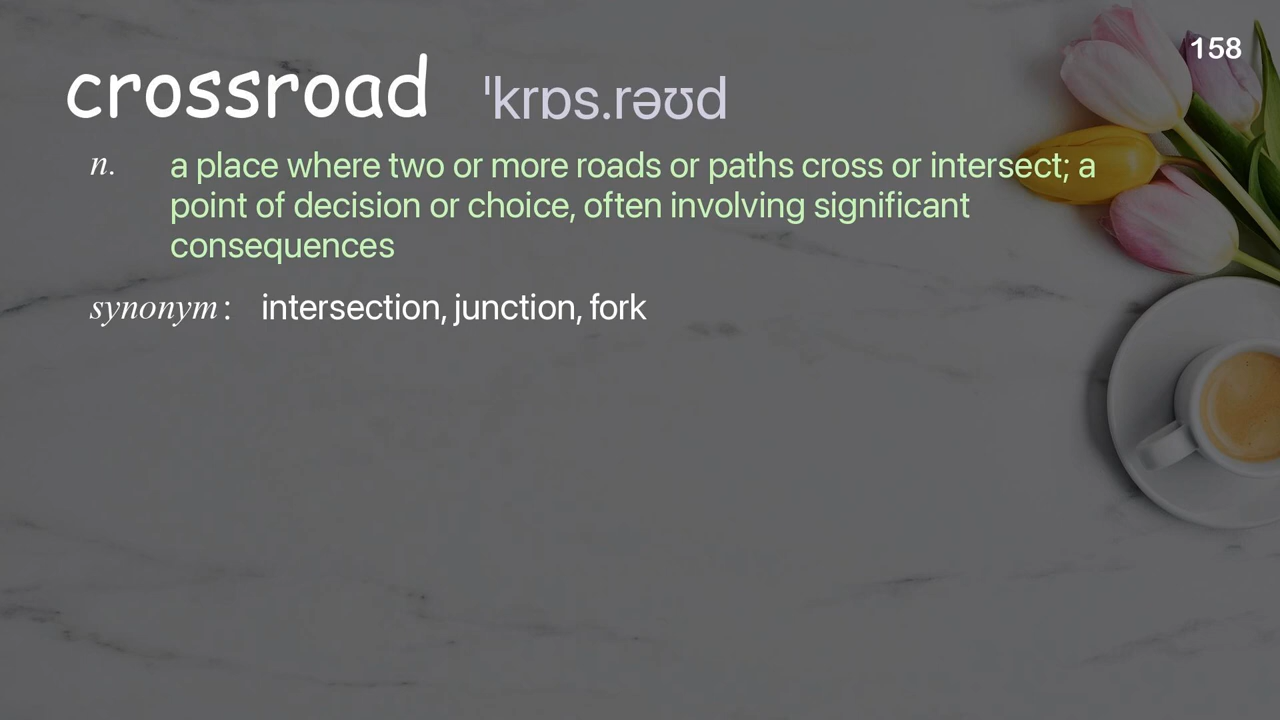 158
crossroad ˈkrɒs.rəʊd
n. a place where two or more roads or paths cross or intersect; a
point of decision or choice, often involving significant
consequences
synonym: intersection, junction, fork